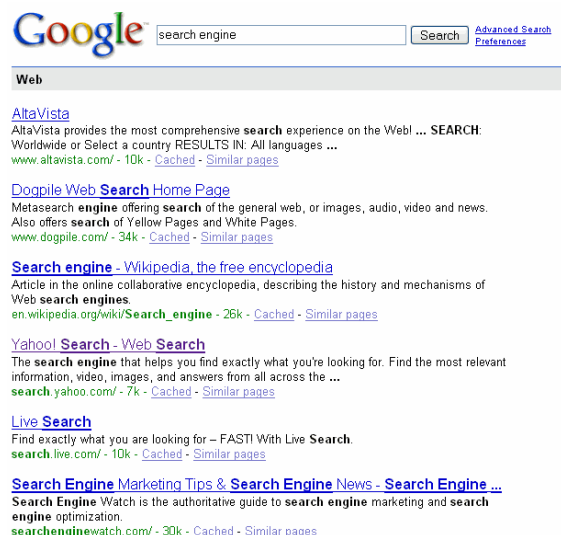 Google™ search engine Search Advanced Search
Preferences
Web
AltaVista
AltaVista provides the most comprehensive search experience on the Web! ... SEARCH:
Worldwide or Select a country RESULTS IN: All languages ...
www.altavista.com/ - 10k - Cached - Similar pages
Dogpile Web Search Home Page
Metasearch engine offering search of the general web, or images, audio, video and news.
Also offers search of Yellow Pages and White Pages.
www.dogpile.com/ - 34k - Cached - Similar pages
Search engine - Wikipedia, the free encyclopedia
Article in the online collaborative encyclopedia, describing the history and mechanisms of
Web search engines.
en.wikipedia.org/wiki/Search_engine - 26k - Cached - Similar pages
Yahoo! Search - Web Search
The search engine that helps you find exactly what you're looking for. Find the most relevant
information, video, images, and answers from all across the ...
search.yahoo.com/ - 7k - Cached - Similar pages
Live Search
Find exactly what you are looking for – FAST! With Live Search.
search.live.com/ - 10k - Cached - Similar pages
Search Engine Marketing Tips & Search Engine News - Search Engine ...
Search Engine Watch is the authoritative guide to search engine marketing and search
engine optimization.
searchenginewatch.com/ - 30k - Cached - Similar pages